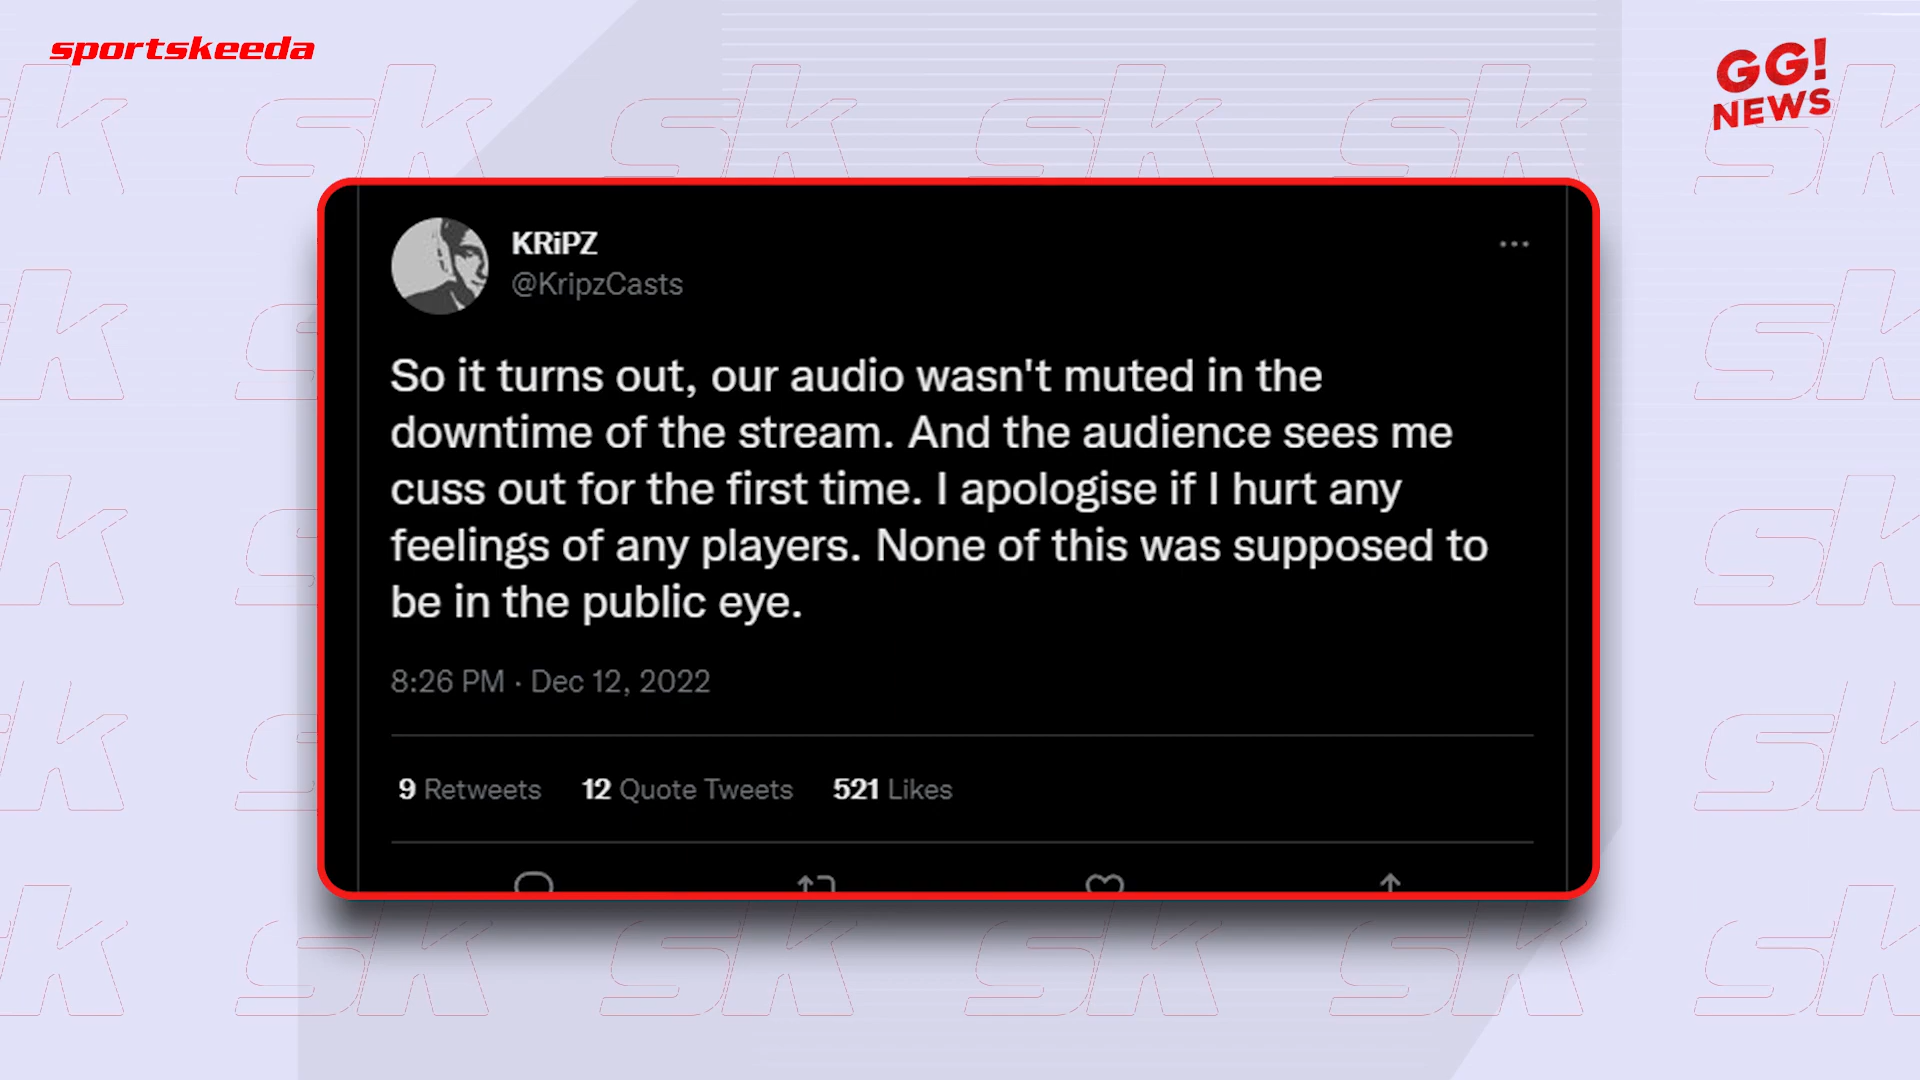 sportskeeda
GG!
NEWS
KRiPZ
@KripzCasts
So it turns out, our audio wasn't muted in the
downtime of the stream. And the audience sees me
cuss out for the first time. I apologise if I hurt any
feelings of any players. None of this was supposed to
be in the public eye.
8:26 PM · Dec 12, 2022
9 Retweets 12 Quote Tweets 521 Likes